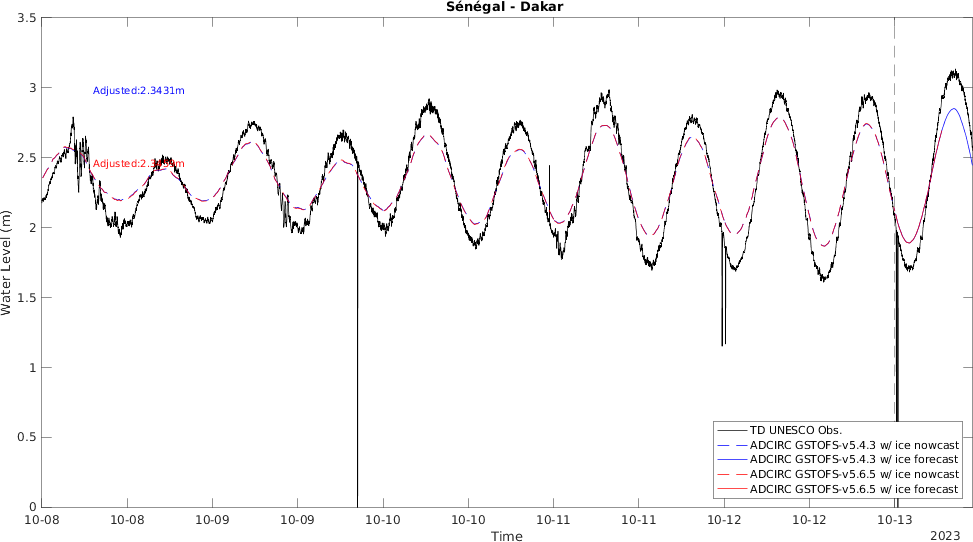 Sénégal - Dakar
3.5
3
2.5
2
1.5
1
0.5
0
Water Level (m)
Adjusted:2.3431m
10-08
10-08
10-09
10-09
10-10
10-10
10-11
10-11
10-12
10-12
10-13
Time
2023
TD UNESCO Obs.
ADCIRC GSTOFS-v5.4.3 w/ ice nowcast
ADCIRC GSTOFS-v5.4.3 w/ ice forecast
ADCIRC GSTOFS-v5.6.5 w/ ice nowcast
ADCIRC GSTOFS-v5.6.5 w/ ice forecast